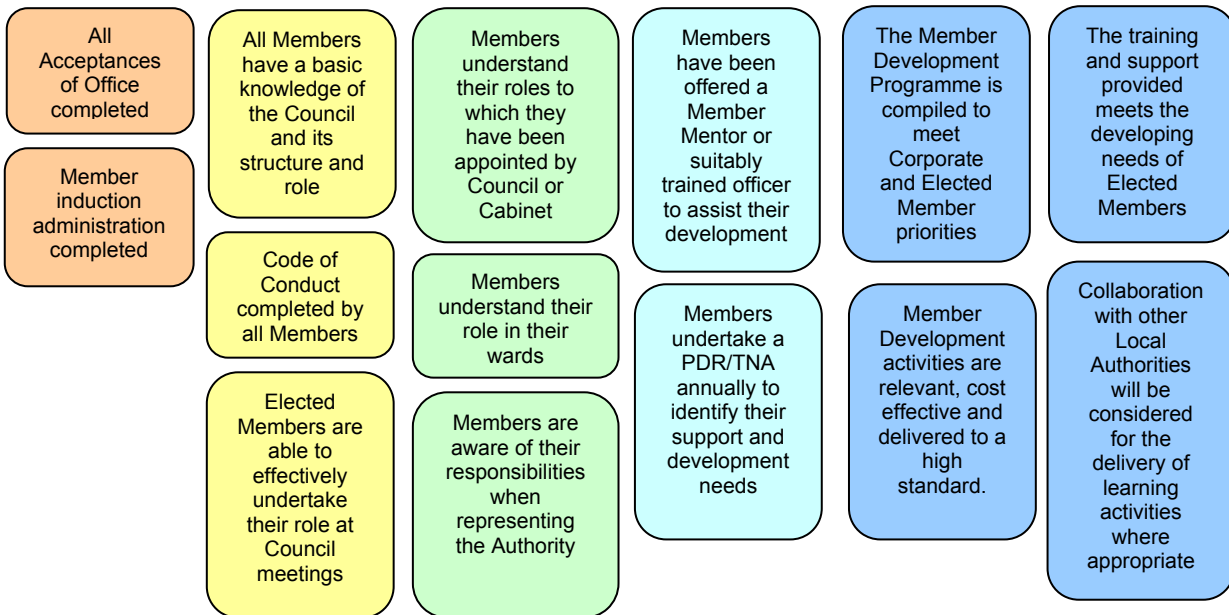 All
Acceptances
of Office
completed
Member
induction
administration
completed
All Members
have a basic
knowledge of
the Council
and its
structure and
role
Code of
Conduct
completed by
all Members
Elected
Members are
able to
effectively
undertake
their role at
Council
meetings
Members
understand
their roles to
which they
have been
appointed by
Council or
Cabinet
Members
understand their
role in their
wards
Members are
aware of their
responsibilities
when
representing
the Authority
Members
have been
offered a
Member
Mentor or
suitably
trained officer
to assist their
development
Members
undertake a
PDR/TNA
annually to
identify their
support and
development
needs
The Member
Development
Programme is
compiled to
meet
Corporate
and Elected
Member
priorities
Member
Development
activities are
relevant, cost
effective and
delivered to a
high
standard.
The training
and support
provided
meets the
developing
needs of
Elected
Members
Collaboration
with other
Local
Authorities
will be
considered
for the
delivery of
learning
activities
where
appropriate